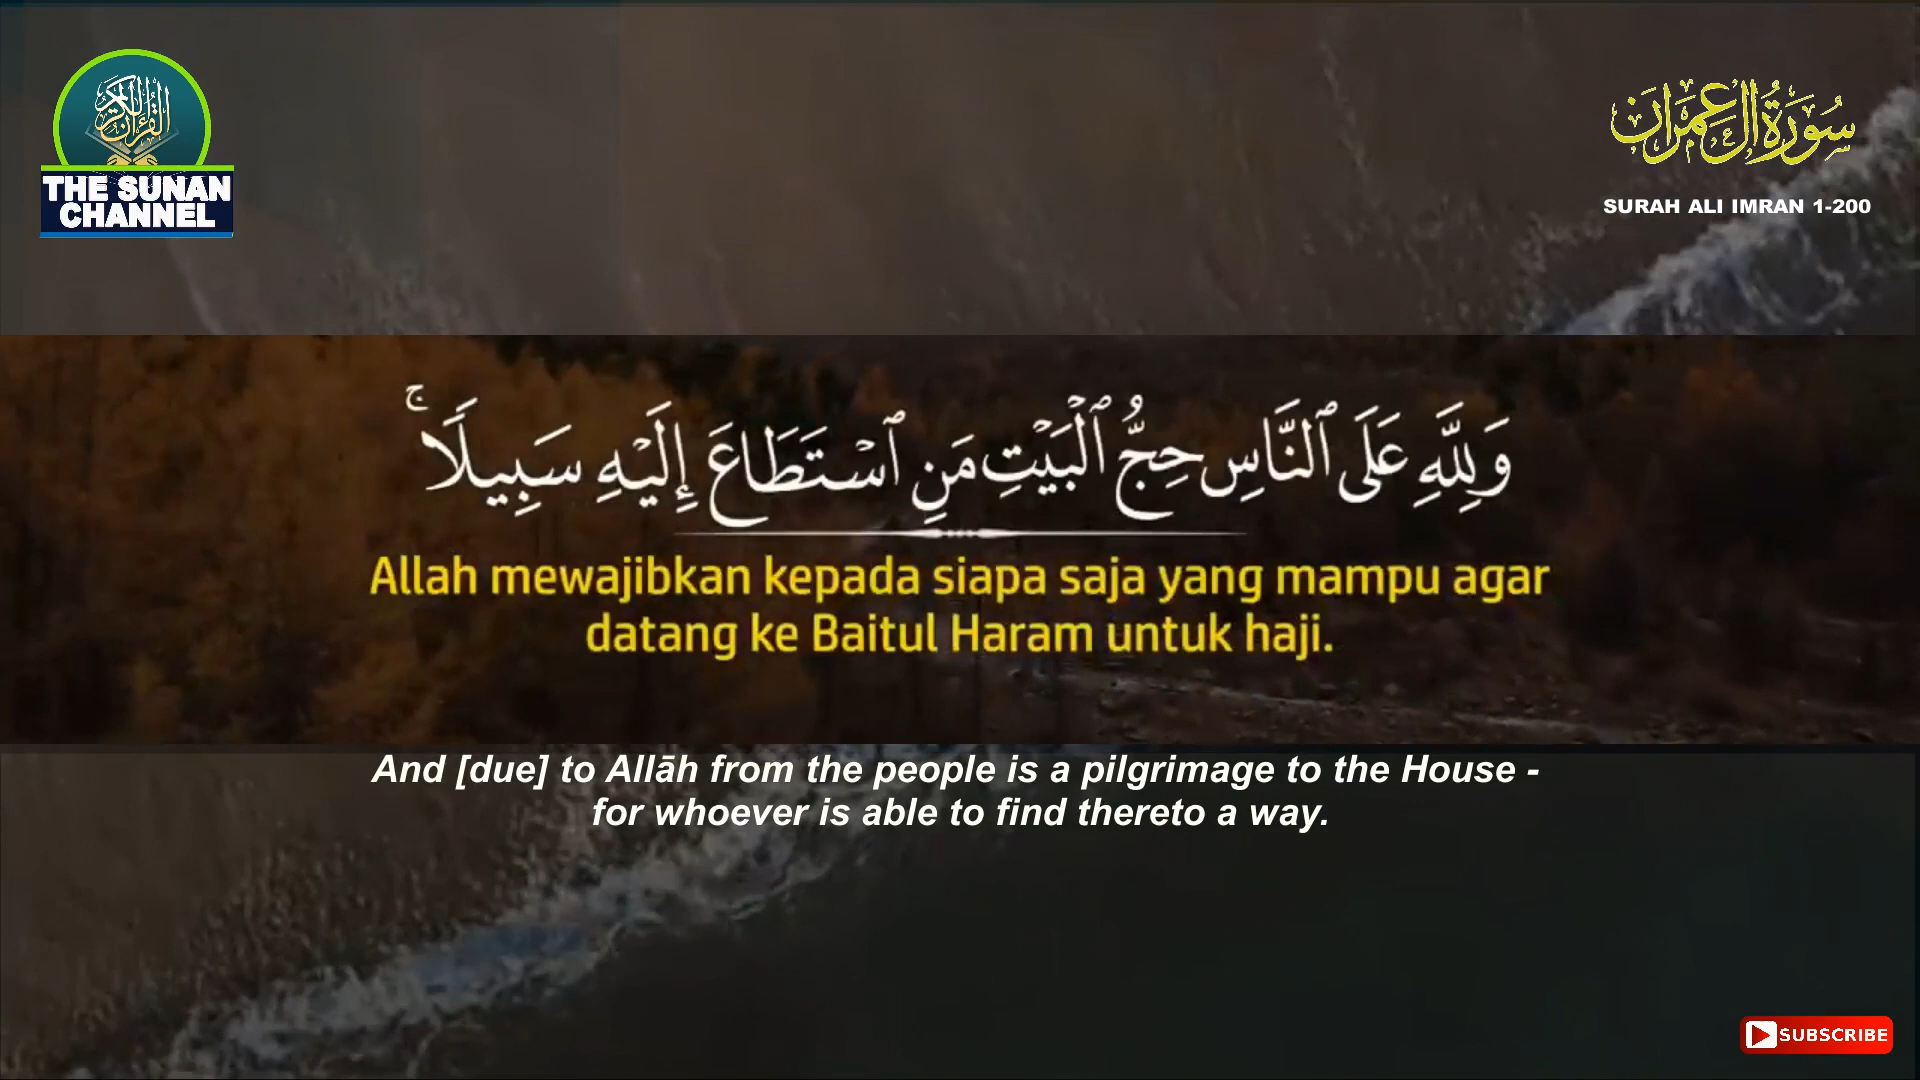 القرآن الكريم
THE SUNAN
CHANNEL
سُورَةُ اٰلِ عِمْرَان
SURAH ALI IMRAN 1-200
وَلِلَّهِ عَلَى ٱلنَّاسِ حِجُّ ٱلْبَيْتِ مَنِ ٱسْتَطَاعَ إِلَيْهِ سَبِيلًا ۚ
Allah mewajibkan kepada siapa saja yang mampu agar
datang ke Baitul Haram untuk haji.
And [due] to Allāh from the people is a pilgrimage to the House -
for whoever is able to find thereto a way.
SUBSCRIBE